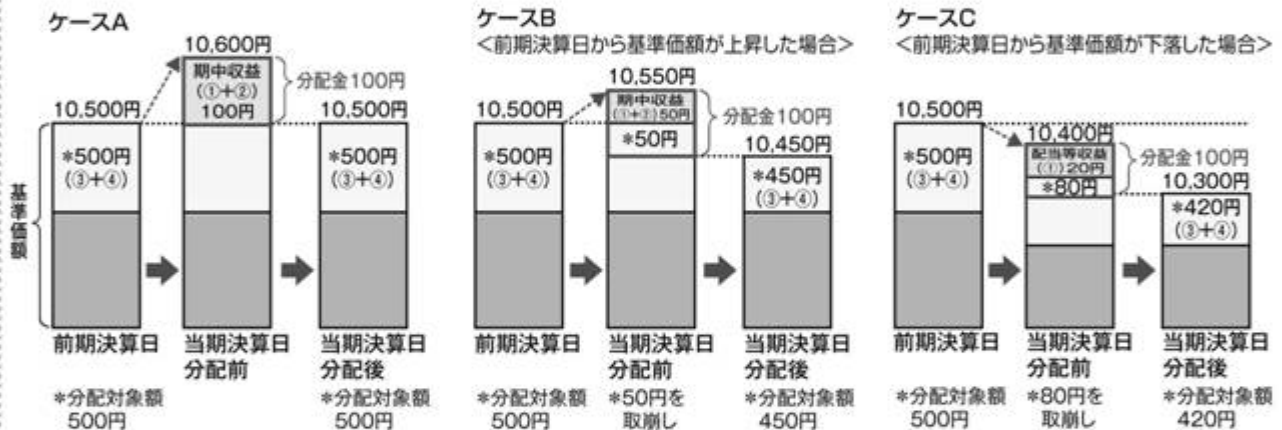 ケースA
10,600円
期中収益
(①+②)
100円
分配金100円
10,500円
10,500円
*500円
(③+④)
*500円
(③+④)
基準価額
前期決算日
当期決算日
分配前
当期決算日
分配後
*分配対象額
500円
*分配対象額
500円
ケースB
<前期決算日から基準価額が上昇した場合>
10,550円
期中収益
(①+②)50円
*50円
分配金100円
10,500円
10,450円
*500円
(③+④)
*450円
(③+④)
前期決算日
当期決算日
分配前
当期決算日
分配後
*分配対象額
500円
*50円を
取崩し
*分配対象額
450円
ケースC
<前期決算日から基準価額が下落した場合>
10,500円
10,400円
配当等収益
(①)20円
*80円
分配金100円
10,300円
*500円
(③+④)
*420円
(③+④)
前期決算日
当期決算日
分配前
当期決算日
分配後
*分配対象額
500円
*80円を
取崩し
*分配対象額
420円